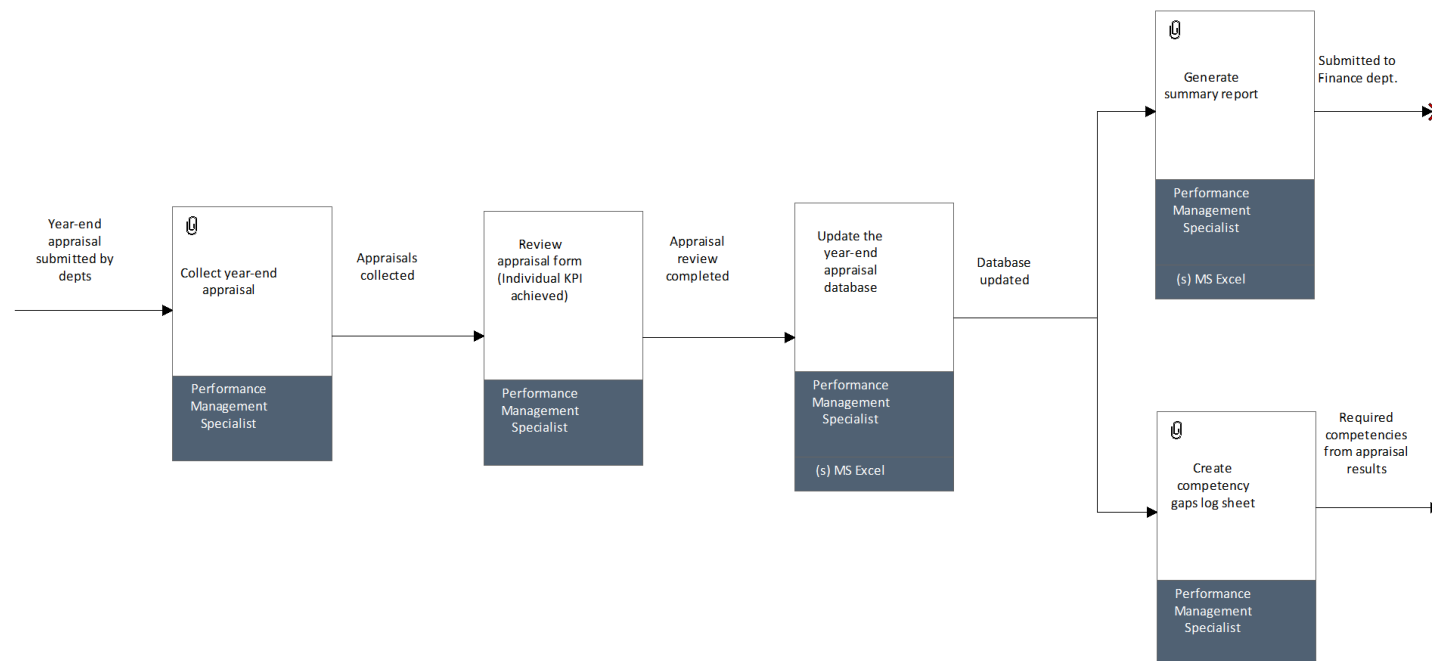 Year-end
appraisal
submitted by
depts
Collect year-end
appraisal
Performance
Management
Specialist
Appraisals
collected
Review
appraisal form
(Individual KPI
achieved)
Performance
Management
Specialist
Appraisal
review
completed
Update the
year-end
appraisal
database
Performance
Management
Specialist
(s) MS Excel
Database
updated
Generate
summary report
Performance
Management
Specialist
(s) MS Excel
Submitted to
Finance dept.
Create
competency
gaps log sheet
Performance
Management
Specialist
Required
competencies
from appraisal
results